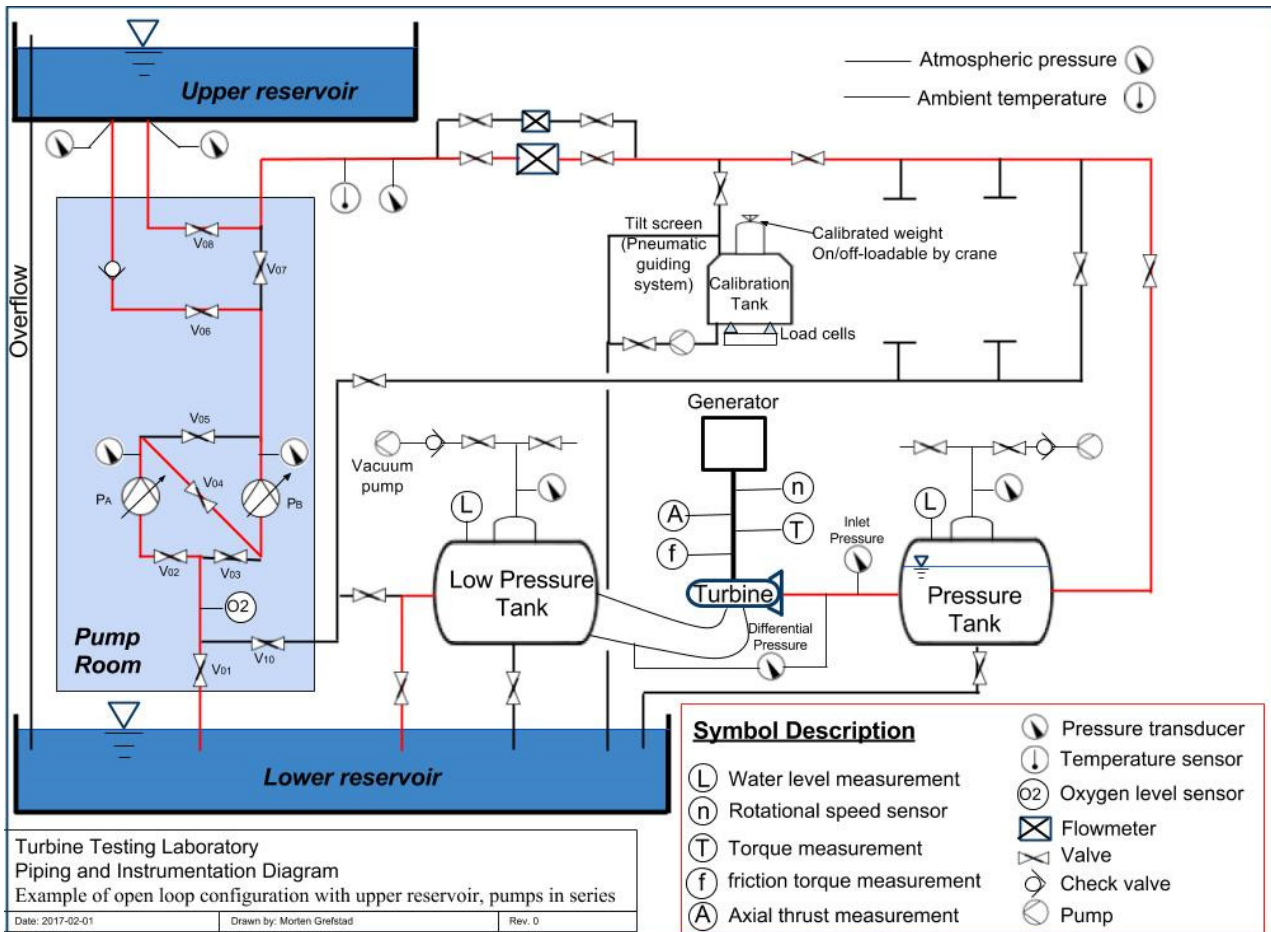 Upper reservoir
Atmospheric pressure
Ambient temperature
Overflow
V08
V07
V06
V05
V04
PA
PB
V02
V03
O2
V10
V01
Pump
Room
Tilt screen
(Pneumatic
guiding
system)
Calibrated weight
On/off-loadable by crane
Calibration
Tank
Load cells
Generator
Vacuum
pump
L
n
A
T
f
Inlet
Pressure
L
Low Pressure
Tank
Turbine
Differential
Pressure
Pressure
Tank
Lower reservoir
Symbol Description
L Water level measurement
n Rotational speed sensor
T Torque measurement
f friction torque measurement
A Axial thrust measurement
Pressure transducer
Temperature sensor
O2 Oxygen level sensor
Flowmeter
Valve
Check valve
Pump
Turbine Testing Laboratory
Piping and Instrumentation Diagram
Example of open loop configuration with upper reservoir, pumps in series
Date: 2017-02-01 Drawn by: Morten Grefstad Rev. 0